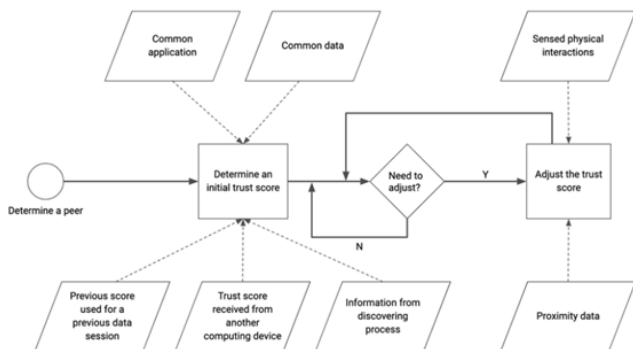 Common
application
Common data
Sensed physical
interactions
Determine a peer
Determine an
initial trust score
Need to
adjust?
Y
N
Adjust the trust
score
Previous score
used for a
previous data
session
Trust score
received from
another
computing device
Information from
discovering
process
Proximity data